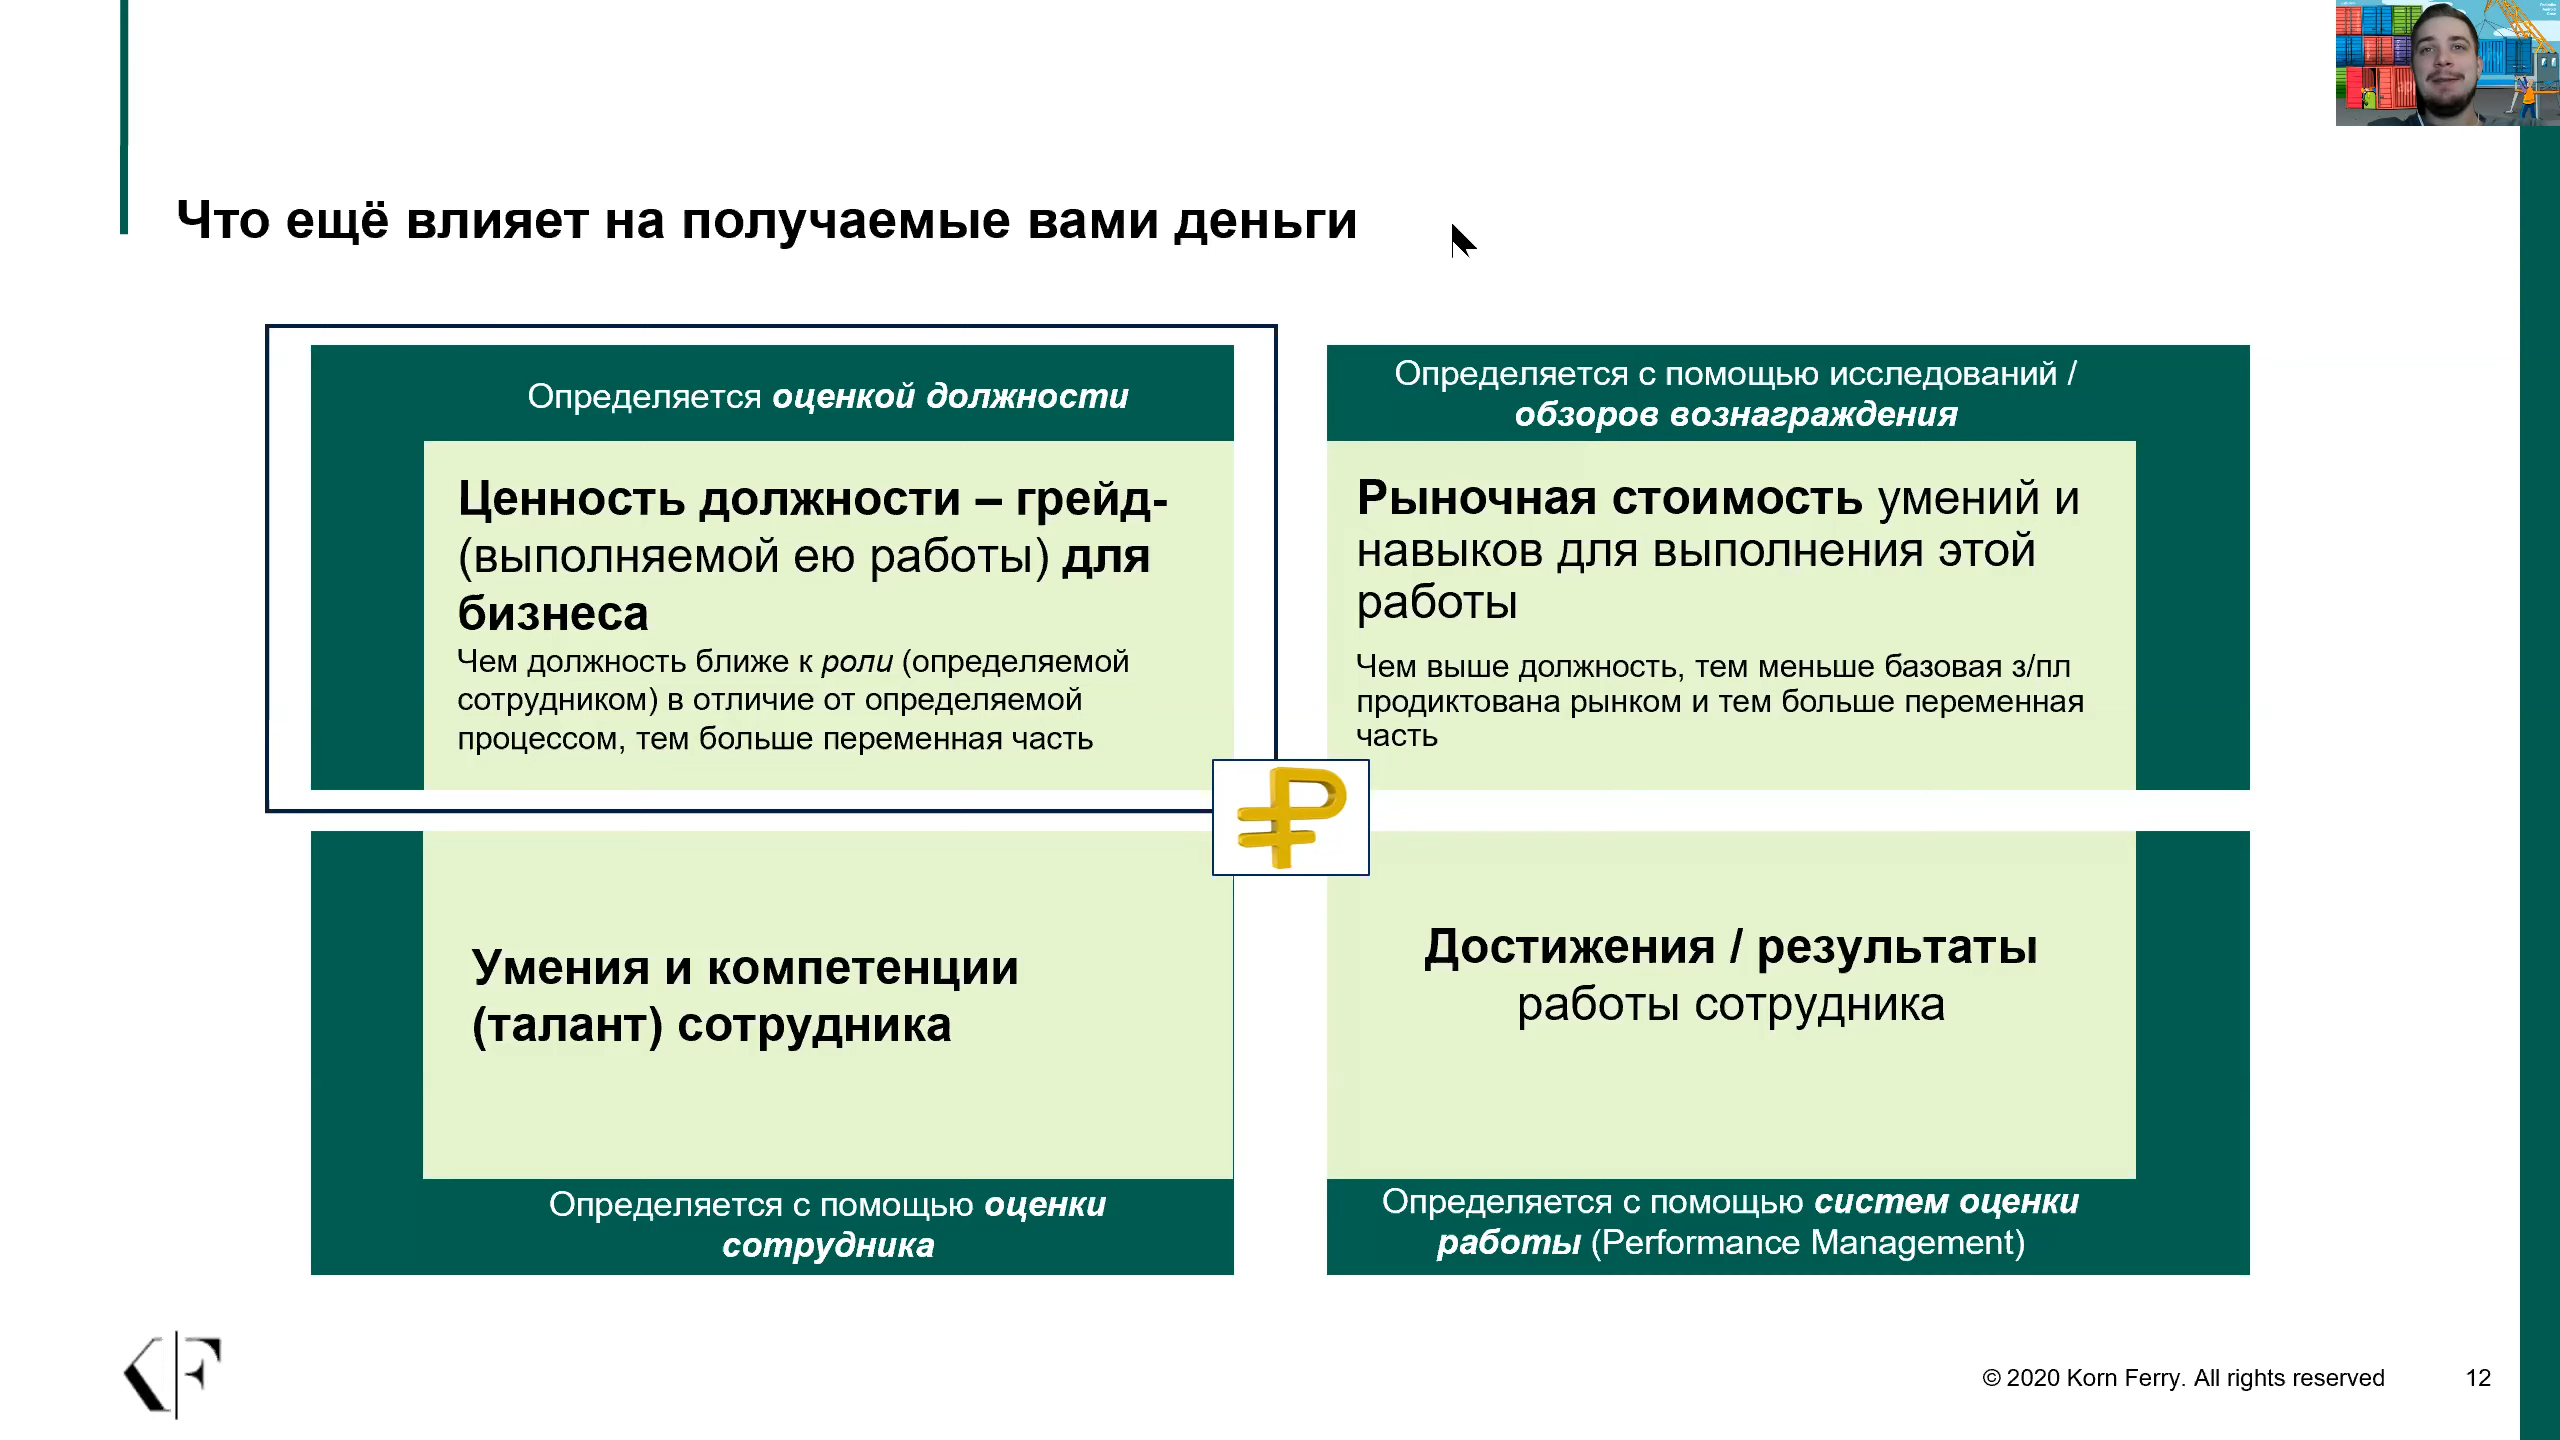 Что ещё влияет на получаемые вами деньги
Определяется оценкой должности
Ценность должности – грейд-
(выполняемой ею работы) для
бизнеса
Чем должность ближе к роли (определяемой
сотрудником) в отличие от определяемой
процессом, тем больше переменная часть
Определяется с помощью исследований /
обзоров вознаграждения
Рыночная стоимость умений и
навыков для выполнения этой
работы
Чем выше должность, тем меньше базовая з/пл
продиктована рынком и тем больше переменная
часть
Умения и компетенции
(талант) сотрудника
Определяется с помощью оценки
сотрудника
Достижения / результаты
работы сотрудника
Определяется с помощью систем оценки
работы (Performance Management)
KF
© 2020 Korn Ferry. All rights reserved
12